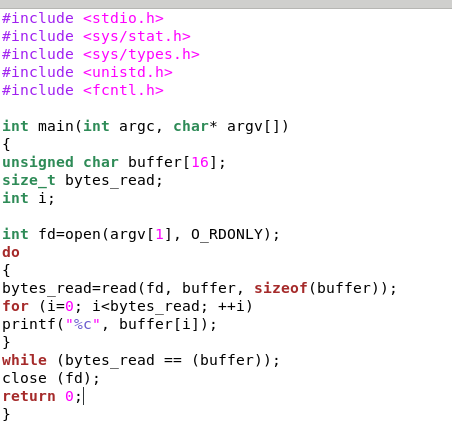 #include <stdio.h>
#include <sys/stat.h>
#include <sys/types.h>
#include <unistd.h>
#include <fcntl.h>
int main(int argc, char* argv[])
{
unsigned char buffer[16];
size_t bytes_read;
int i;
int fd=open(argv[1], O_RDONLY);
do
{
bytes_read=read(fd, buffer, sizeof(buffer));
for (i=0; i<bytes_read; ++i)
printf("%c", buffer[i]);
}
while (bytes_read == (buffer));
close (fd);
return 0;
}